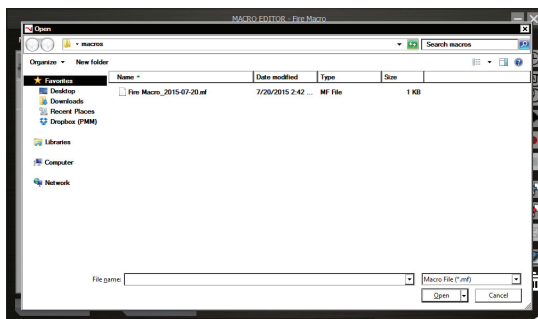 MACRO EDITOR - Fire Macro
Open
macros
Search macros
Organize
New folder
Favorites
Desktop
Downloads
Recent Places
Dropbox (PMM)
Libraries
Computer
Network
Name
Date modified
Type
Size
Fire Macro_2015-07-20.mf
7/20/2015 2:42 ...
MF File
1 KB
File name:
Macro File (*.mf)
Open
Cancel